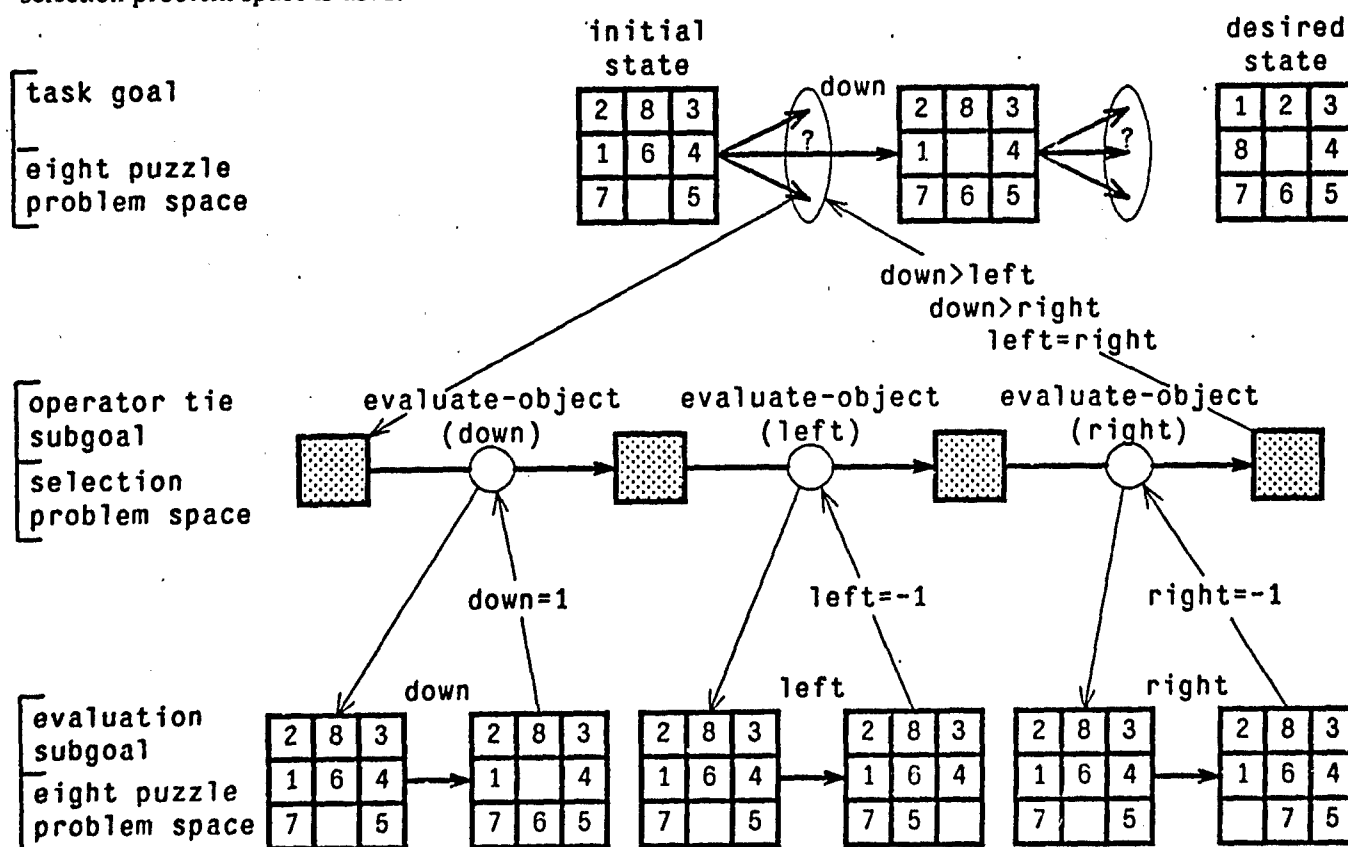 initial
state
desired
state
task goal
eight puzzle
problem space
2 8 3
1 6 4
7 5
?
down
2 8 3
1 4
7 6 5
?
1 2 3
8 4
7 6 5
down>left
down>right
left=right
operator tie
subgoal
selection
problem space
evaluate-object
(down)
evaluate-object
(left)
evaluate-object
(right)
down=1
left=-1
right=-1
evaluation
subgoal
eight puzzle
problem space
2 8 3
1 6 4
7 5
down
2 8 3
1 4
7 6 5
2 8 3
1 6 4
7 5
left
2 8 3
1 6 4
7 5
2 8 3
1 6 4
7 5
right
2 8 3
1 6 4
7 5